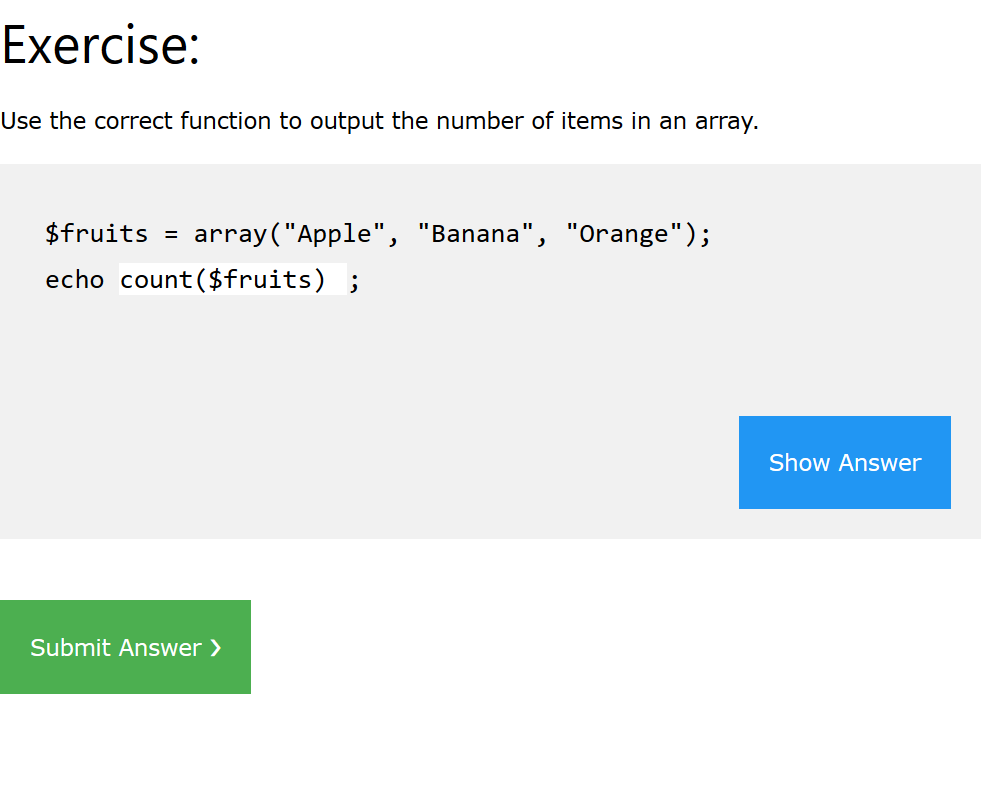 Exercise:
Use the correct function to output the number of items in an array.
$fruits = array("Apple", "Banana", "Orange");
echo count($fruits) ;
Show Answer
Submit Answer ❯